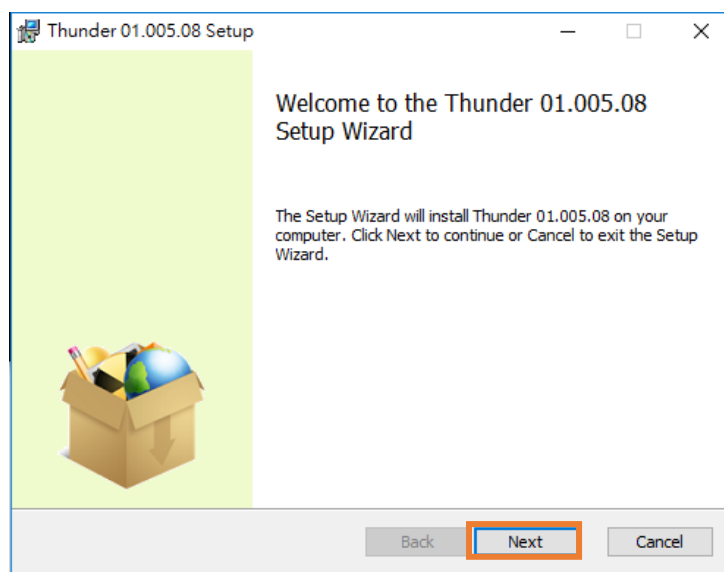 Thunder 01.005.08 Setup
Welcome to the Thunder 01.005.08
Setup Wizard
The Setup Wizard will install Thunder 01.005.08 on your
computer. Click Next to continue or Cancel to exit the Setup
Wizard.
Back Next Cancel